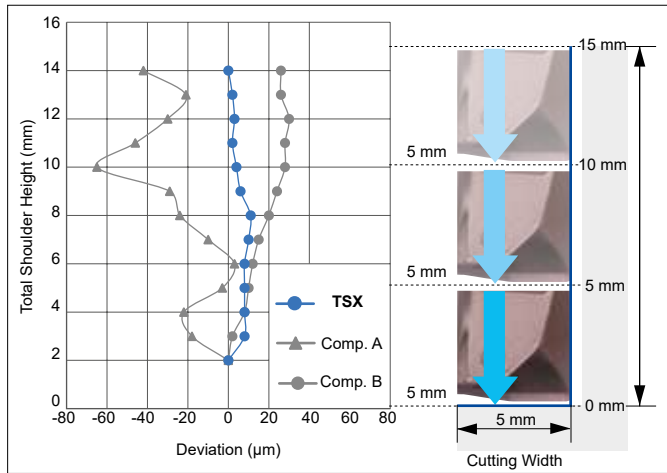 16
14
12
10
8
6
4
2
0
Total Shoulder Height (mm)
-80 -60 -40 -20 0 20 40 60 80
Deviation (μm)
TSX
Comp. A
Comp. B
15 mm
5 mm
10 mm
5 mm
5 mm
5 mm
0 mm
5 mm
Cutting Width